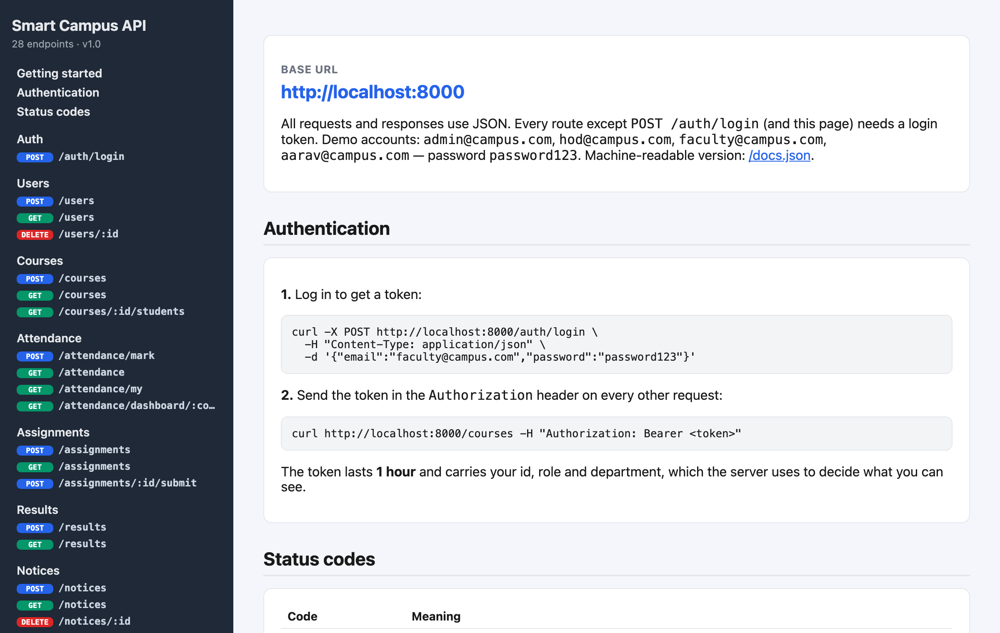 Smart Campus API
28 endpoints · v1.0
Getting started
Authentication
Status codes
Auth
POST /auth/login
Users
POST /users
GET /users
DELETE /users/:id
Courses
POST /courses
GET /courses
GET /courses/:id/students
Attendance
POST /attendance/mark
GET /attendance
GET /attendance/my
GET /attendance/dashboard/:co…
Assignments
POST /assignments
GET /assignments
POST /assignments/:id/submit
Results
POST /results
GET /results
Notices
POST /notices
GET /notices
DELETE /notices/:id
BASE URL
http://localhost:8000
All requests and responses use JSON. Every route except POST /auth/login (and this page) needs a login
token. Demo accounts: admin@campus.com, hod@campus.com, faculty@campus.com,
aarav@campus.com — password password123. Machine-readable version: /docs.json.
Authentication
1. Log in to get a token:
curl -X POST http://localhost:8000/auth/login \
-H "Content-Type: application/json" \
-d '{"email":"faculty@campus.com","password":"password123"}'
2. Send the token in the Authorization header on every other request:
curl http://localhost:8000/courses -H "Authorization: Bearer <token>"
The token lasts 1 hour and carries your id, role and department, which the server uses to decide what you can
see.
Status codes
Code Meaning